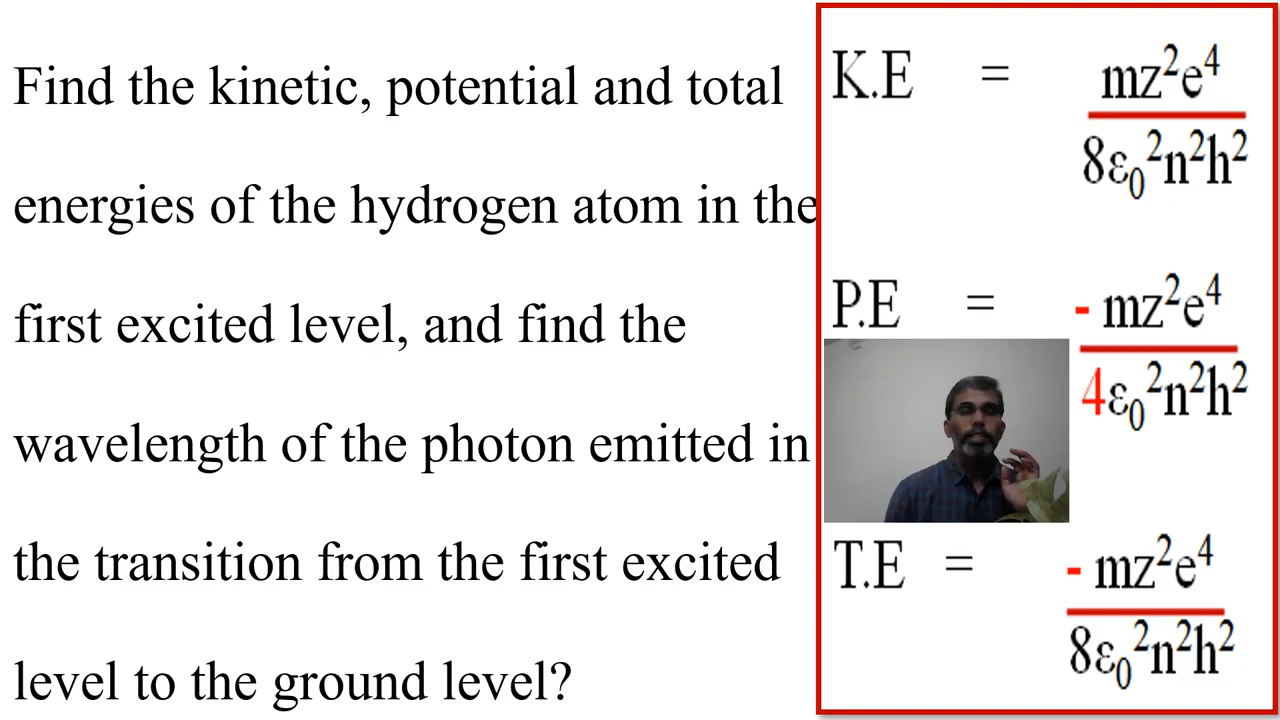 Find the kinetic, potential and total
energies of the hydrogen atom in the
first excited level, and find the
wavelength of the photon emitted in
the transition from the first excited
level to the ground level?
K.E = mz²e⁴
8ε₀²n²h²
P.E = - mz²e⁴
4ε₀²n²h²
T.E = - mz²e⁴
8ε₀²n²h²